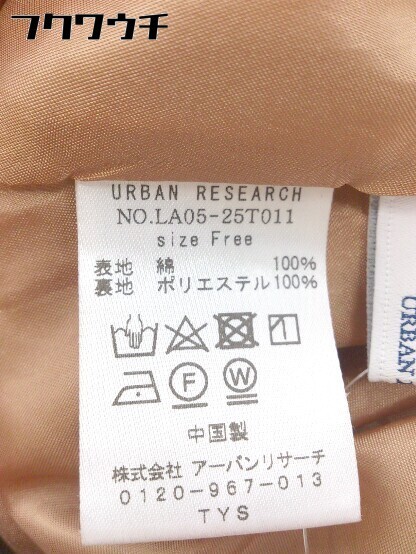 フクワウチ
URBAN RESEARCH
NO.LA05-25T011
size Free
表地 綿 100%
裏地 ポリエステル100%
F W
中国製
株式会社 アーバンリサーチ
0120-967-013
TYS
URBAN